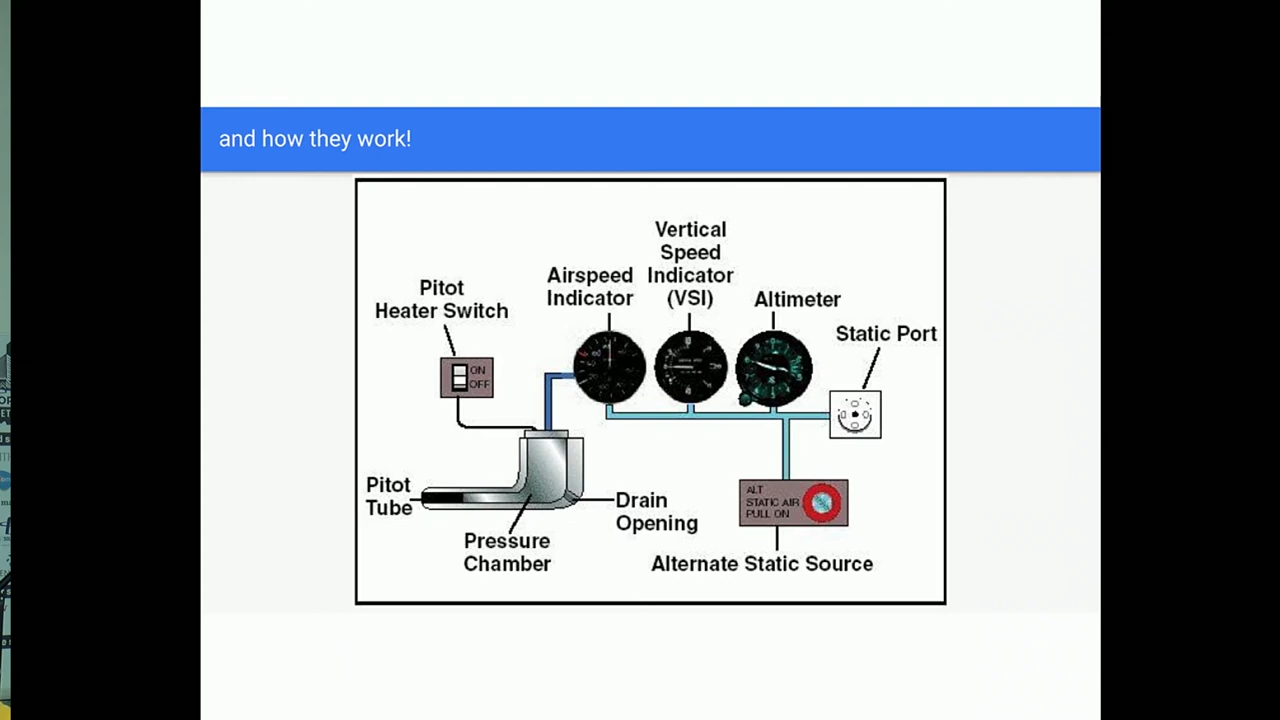 and how they work!
Vertical
Speed
Indicator
(VSI)
Airspeed
Indicator
Pitot
Heater Switch
Altimeter
Static Port
ON
OFF
Pitot
Tube
Drain
Opening
Pressure
Chamber
ALT
STATIC AIR
PULL ON
Alternate Static Source